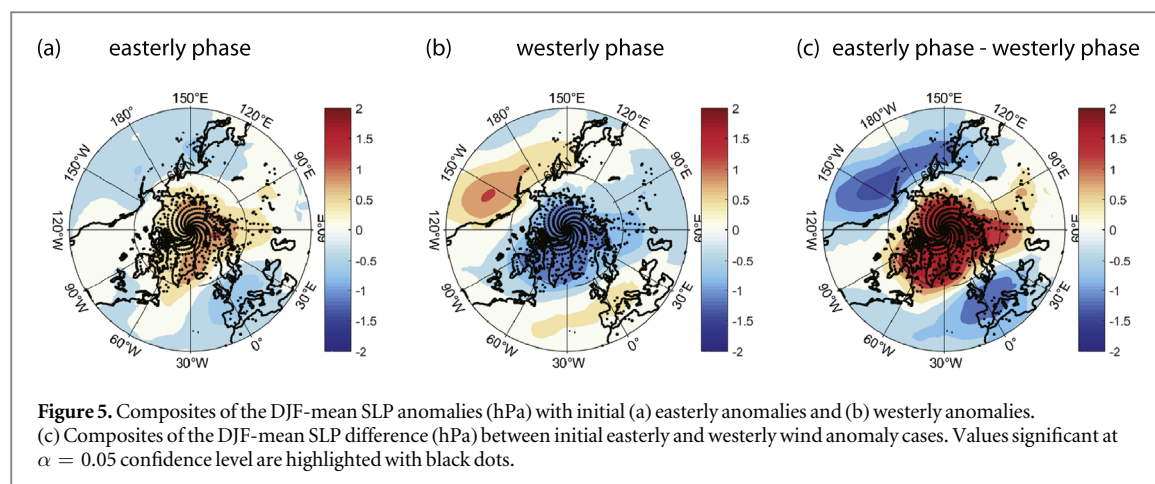 (a) easterly phase
(b) westerly phase
(c) easterly phase - westerly phase
150°E
180°
120°E
150°W
90°E
120°W
60°E
90°W
30°E
60°W
0°
30°W
60°N
2
1.5
1
0.5
0
-0.5
-1
-1.5
-2
150°E
180°
120°E
150°W
90°E
120°W
60°E
90°W
30°E
60°W
0°
30°W
60°N
2
1.5
1
0.5
0
-0.5
-1
-1.5
-2
150°E
180°
120°E
150°W
90°E
120°W
60°E
90°W
30°E
60°W
0°
30°W
60°N
2
1.5
1
0.5
0
-0.5
-1
-1.5
-2
Figure 5. Composites of the DJF-mean SLP anomalies (hPa) with initial (a) easterly anomalies and (b) westerly anomalies.
(c) Composites of the DJF-mean SLP difference (hPa) between initial easterly and westerly wind anomaly cases. Values significant at
α = 0.05 confidence level are highlighted with black dots.